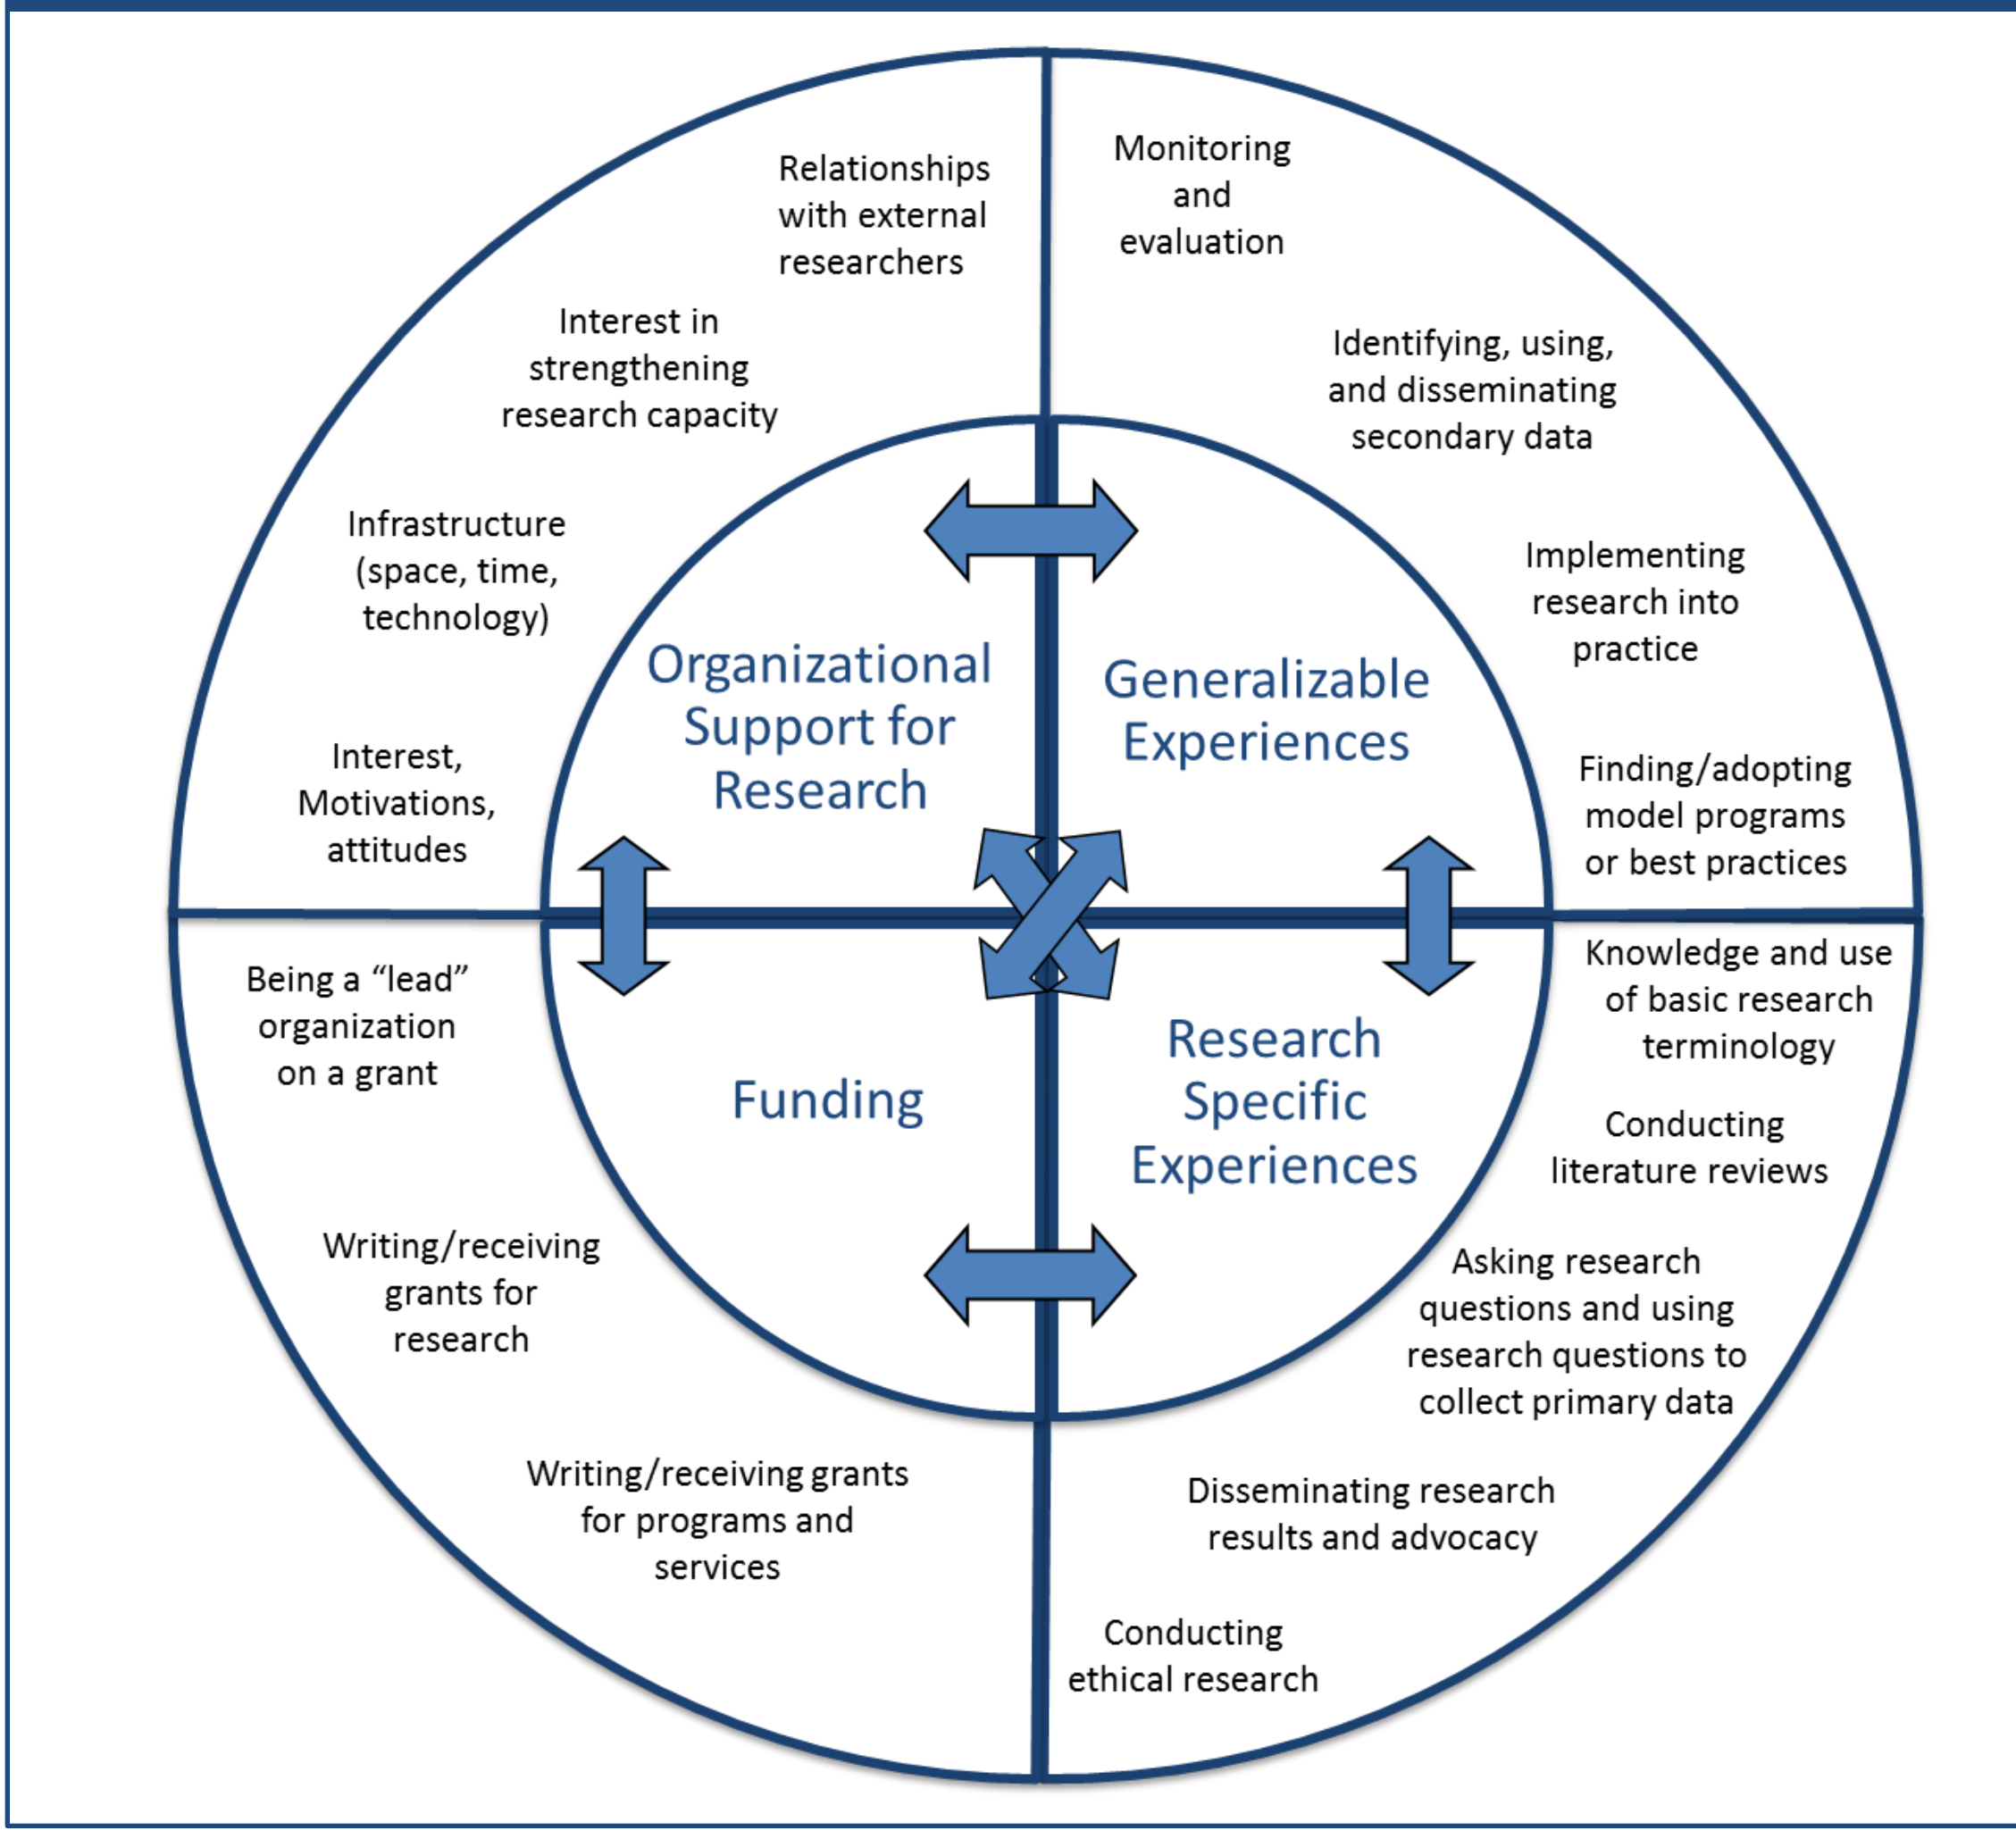 Relationships
with external
researchers
Interest in
strengthening
research capacity
Infrastructure
(space, time,
technology)
Interest,
Motivations,
attitudes
Monitoring
and
evaluation
Identifying, using,
and disseminating
secondary data
Implementing
research into
practice
Finding/adopting
model programs
or best practices
Organizational
Support for
Research
Generalizable
Experiences
Funding
Research
Specific
Experiences
Being a “lead”
organization
on a grant
Writing/receiving
grants for
research
Writing/receiving grants
for programs and
services
Knowledge and use
of basic research
terminology
Conducting
literature reviews
Asking research
questions and using
research questions to
collect primary data
Disseminating research
results and advocacy
Conducting
ethical research